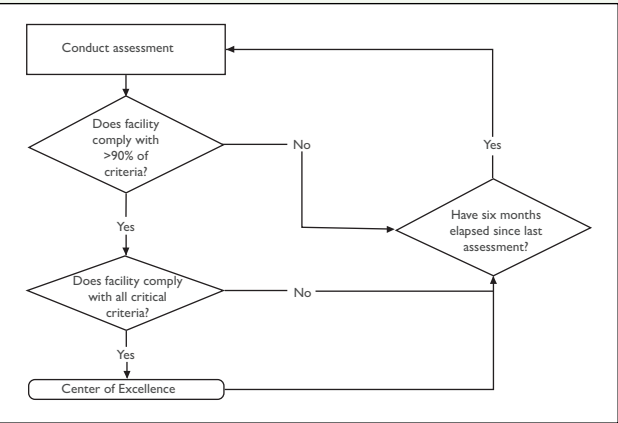 Conduct assessment
Does facility
comply with
>90% of
criteria?
No
Yes
Yes
Have six months
elapsed since last
assessment?
Does facility comply
with all critical
criteria?
No
Yes
Center of Excellence